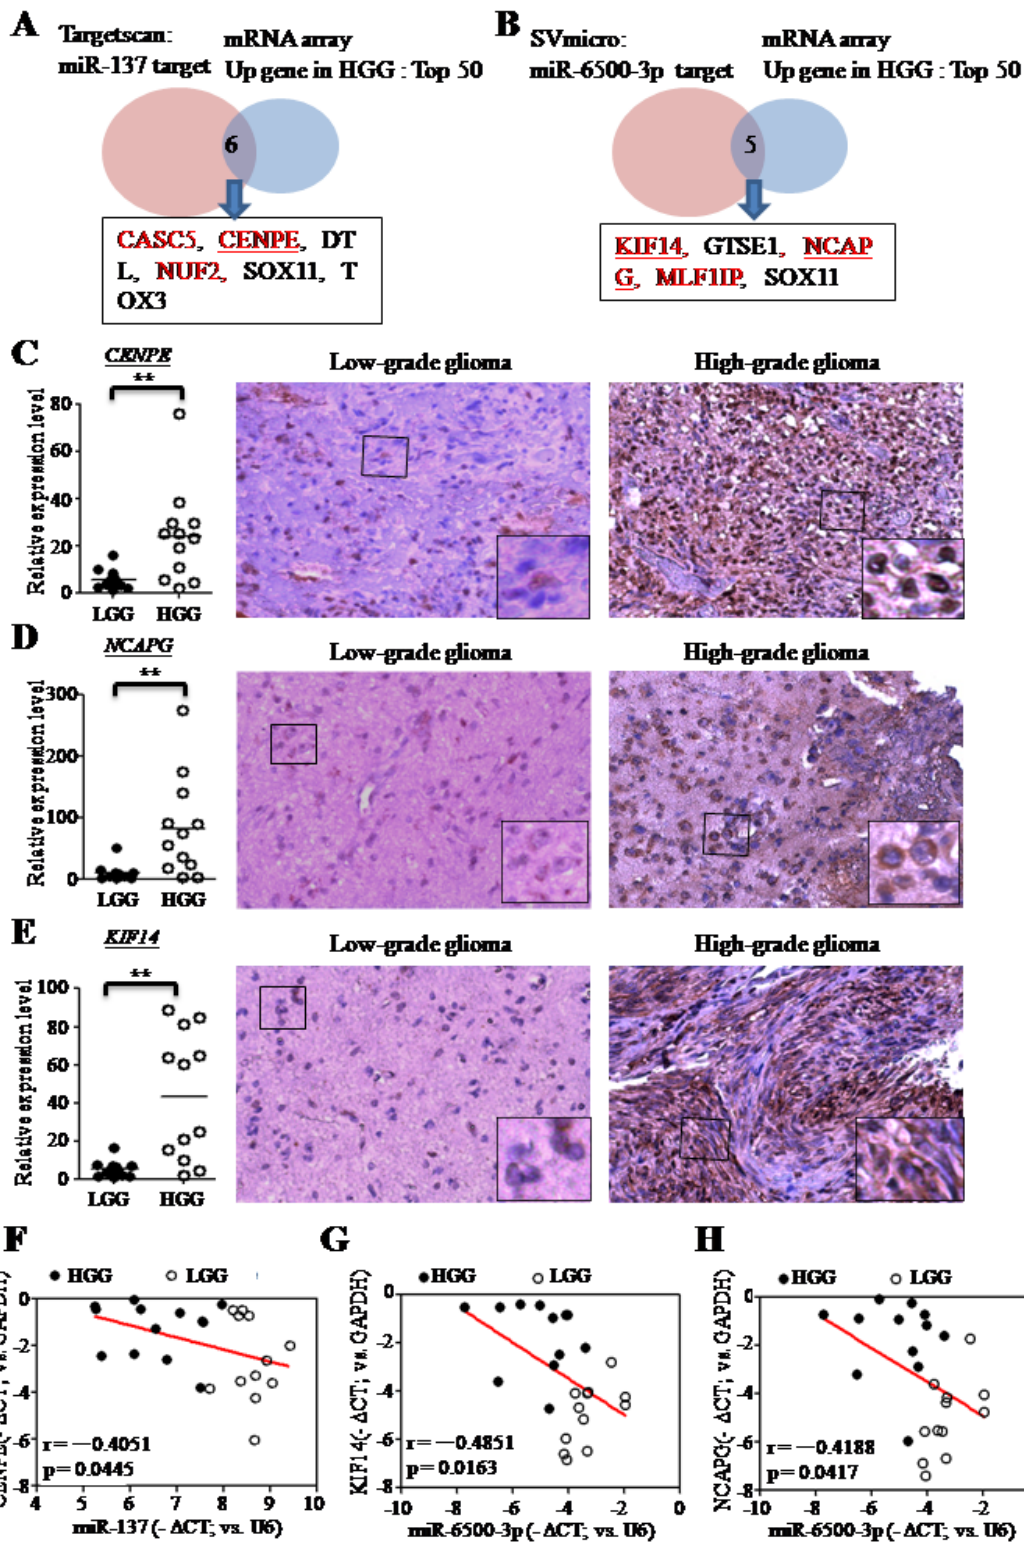 A
Targetscan:
miR-137 target
mRNA array
Up gene in HGG : Top 50
6
CASC5, CENPE, DT
L, NUF2, SOX11, T
OX3
B
SVmicro:
miR-6500-3p target
mRNA array
Up gene in HGG : Top 50
5
KIF14, GTSE1, NCAP
G, MLF1IP, SOX11
C
CENPE
**
Relative expression level
80
60
40
20
0
LGG HGG
Low-grade glioma
High-grade glioma
D
NCAPG
**
Relative expression level
300
200
100
0
LGG HGG
Low-grade glioma
High-grade glioma
E
KIF14
**
Relative expression level
100
80
60
40
20
0
LGG HGG
Low-grade glioma
High-grade glioma
F
HGG LGG
CENPE(- ΔCT; vs. GAPDH)
0
-2
-4
-6
-8
r= −0.4051
p= 0.0445
4 5 6 7 8 9 10
miR-137 (- ΔCT; vs. U6)
G
HGG LGG
KIF14(- ΔCT; vs. GAPDH)
0
-2
-4
-6
-8
r= −0.4851
p= 0.0163
-10 -8 -6 -4 -2 0
miR-6500-3p (- ΔCT; vs. U6)
H
HGG LGG
NCAPG(- ΔCT; vs. GAPDH)
0
-2
-4
-6
-8
r= −0.4188
p= 0.0417
-10 -8 -6 -4 -2
miR-6500-3p (- ΔCT; vs. U6)